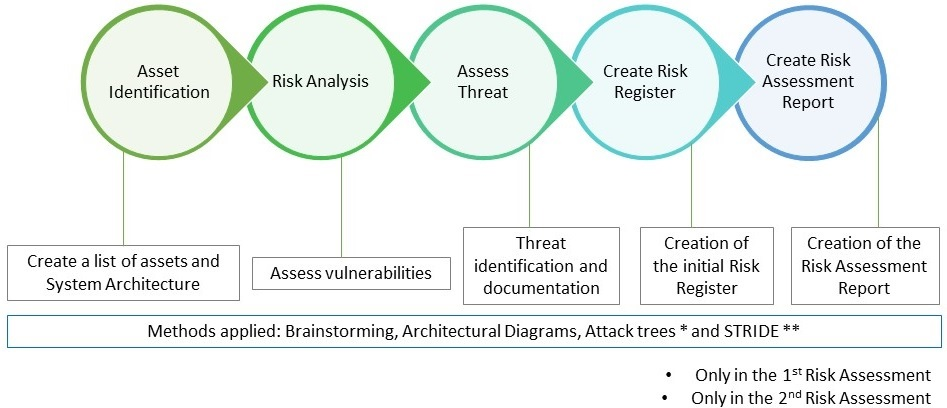 Asset
Identification
Risk Analysis
Assess
Threat
Create Risk
Register
Create Risk
Assessment
Report
Create a list of assets and
System Architecture
Assess vulnerabilities
Threat
identification and
documentation
Creation of
the initial Risk
Register
Creation of the
Risk Assessment
Report
Methods applied: Brainstorming, Architectural Diagrams, Attack trees * and STRIDE **
• Only in the 1st Risk Assessment
• Only in the 2nd Risk Assessment